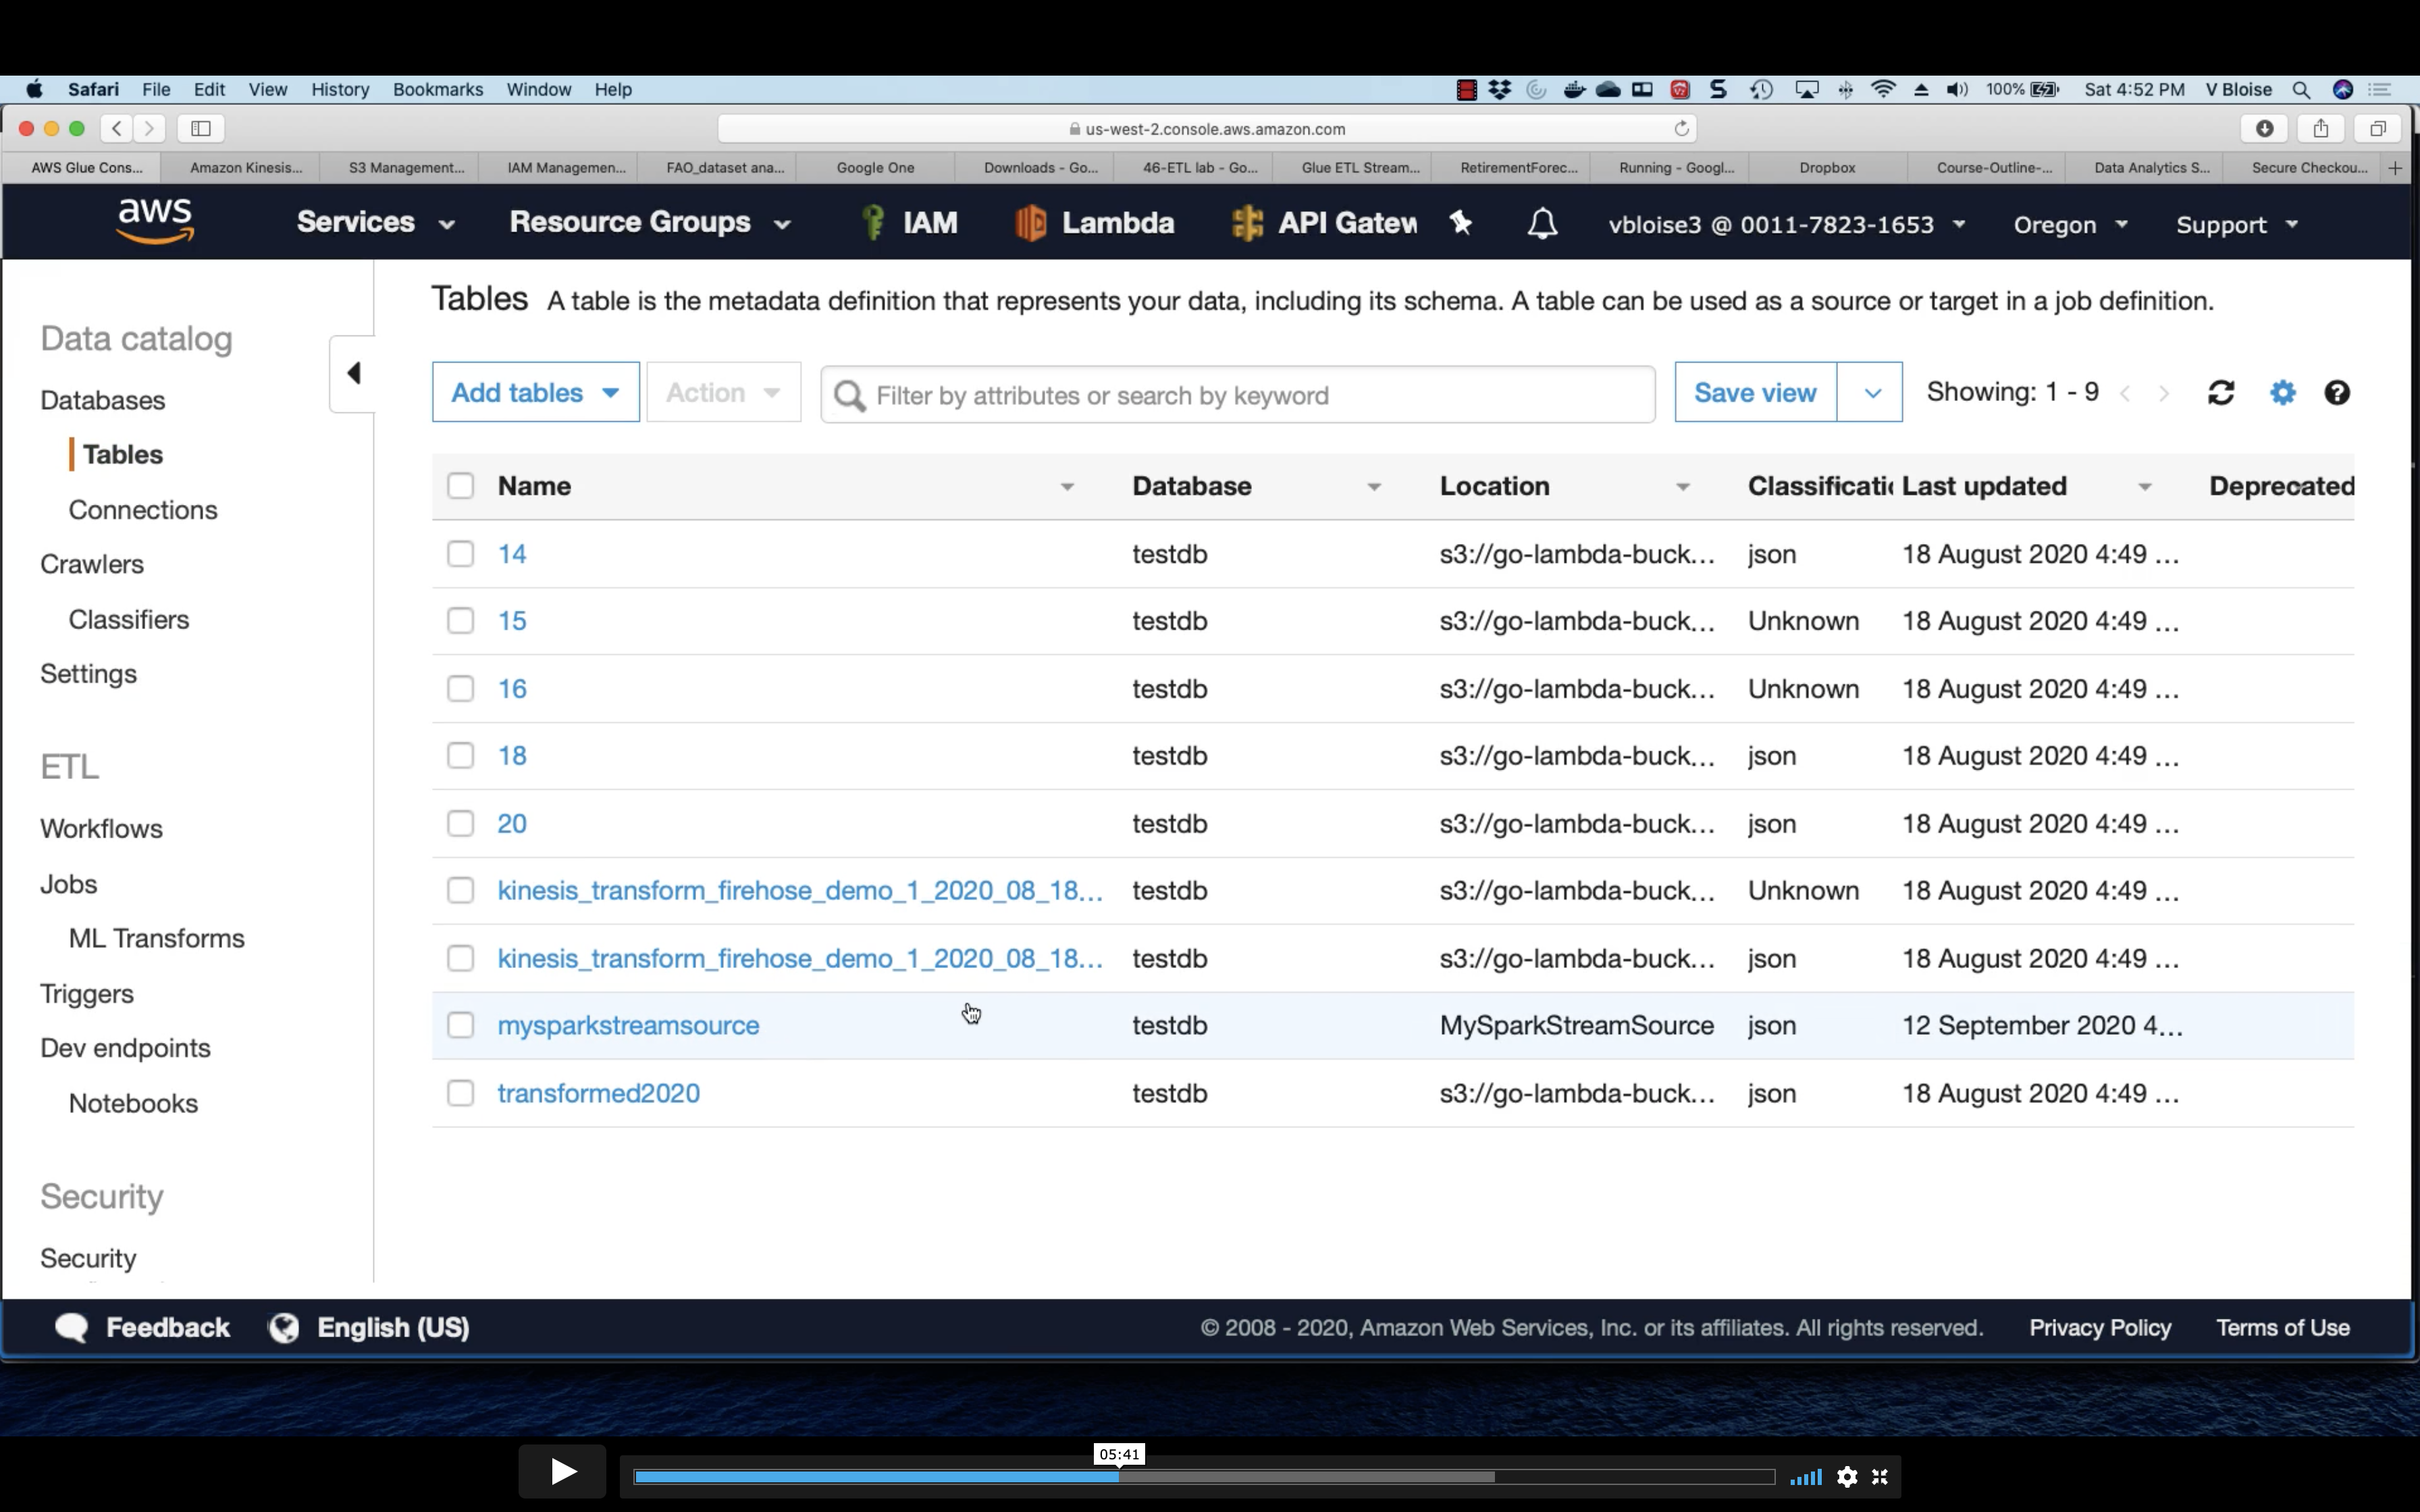 Safari File Edit View History Bookmarks Window Help 100% Sat 4:52 PM V Bloise
us-west-2.console.aws.amazon.com
AWS Glue Cons... Amazon Kinesis... S3 Management... IAM Managemen... FAO_dataset ana... Google One Downloads - Go... 46-ETL lab - Go... Glue ETL Stream... RetirementForec... Running - Googl... Dropbox Course-Outline-... Data Analytics S... Secure Checkou...
aws Services Resource Groups IAM Lambda API Gatew vbloise3 @ 0011-7823-1653 Oregon Support
Data catalog
Databases
Tables
Connections
Crawlers
Classifiers
Settings
ETL
Workflows
Jobs
ML Transforms
Triggers
Dev endpoints
Notebooks
Security
Security
Tables A table is the metadata definition that represents your data, including its schema. A table can be used as a source or target in a job definition.
Add tables Action Filter by attributes or search by keyword Save view Showing: 1 - 9
Name Database Location Classificatic Last updated Deprecated
14 testdb s3://go-lambda-buck... json 18 August 2020 4:49 ...
15 testdb s3://go-lambda-buck... Unknown 18 August 2020 4:49 ...
16 testdb s3://go-lambda-buck... Unknown 18 August 2020 4:49 ...
18 testdb s3://go-lambda-buck... json 18 August 2020 4:49 ...
20 testdb s3://go-lambda-buck... json 18 August 2020 4:49 ...
kinesis_transform_firehose_demo_1_2020_08_18... testdb s3://go-lambda-buck... Unknown 18 August 2020 4:49 ...
kinesis_transform_firehose_demo_1_2020_08_18... testdb s3://go-lambda-buck... json 18 August 2020 4:49 ...
mysparkstreamsource testdb MySparkStreamSource json 12 September 2020 4...
transformed2020 testdb s3://go-lambda-buck... json 18 August 2020 4:49 ...
Feedback English (US) © 2008 - 2020, Amazon Web Services, Inc. or its affiliates. All rights reserved. Privacy Policy Terms of Use
05:41